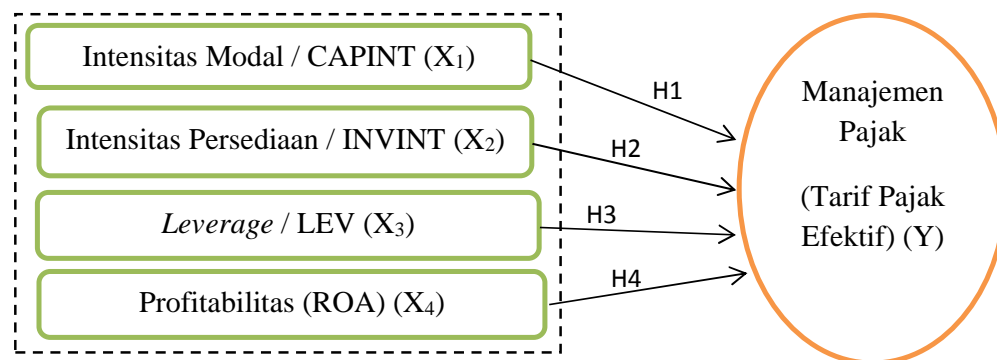 Intensitas Modal / CAPINT (X₁)
H1
Intensitas Persediaan / INVINT (X₂)
H2
Leverage / LEV (X₃)
H3
Profitabilitas (ROA) (X₄)
H4
Manajemen
Pajak
(Tarif Pajak
Efektif) (Y)